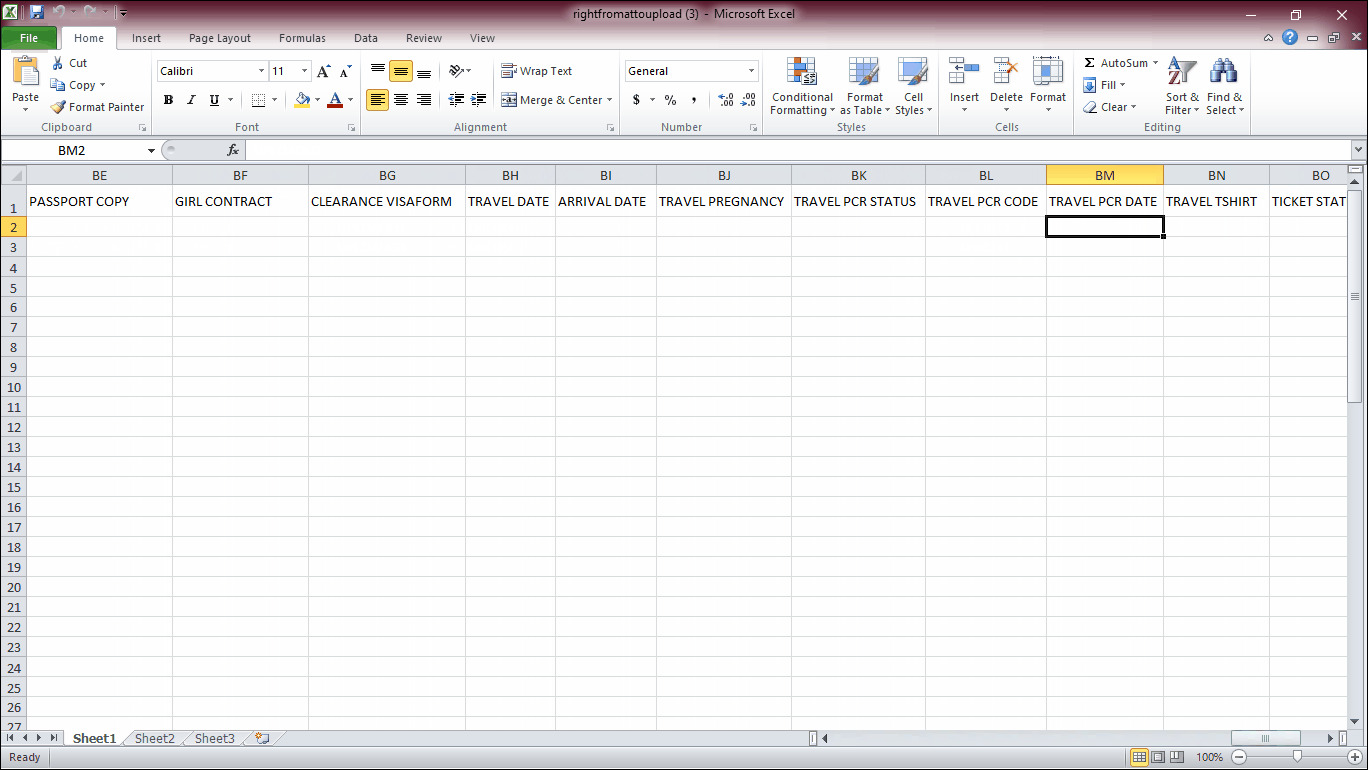 rightfromattoupload (3) - Microsoft Excel
File Home Insert Page Layout Formulas Data Review View
Paste
Cut
Copy
Format Painter
Clipboard
Calibri 11
B I U
Font
Wrap Text
Merge & Center
Alignment
General
$ % ,
Number
Conditional Formatting
Format as Table
Cell Styles
Styles
Insert Delete Format
Cells
AutoSum
Fill
Clear
Sort & Filter
Find & Select
Editing
BM2 fx
BE BF BG BH BI BJ BK BL BM BN BO
1 PASSPORT COPY GIRL CONTRACT CLEARANCE VISAFORM TRAVEL DATE ARRIVAL DATE TRAVEL PREGNANCY TRAVEL PCR STATUS TRAVEL PCR CODE TRAVEL PCR DATE TRAVEL TSHIRT TICKET STAT
2
3
4
5
6
7
8
9
10
11
12
13
14
15
16
17
18
19
20
21
22
23
24
25
26
27
Sheet1 Sheet2 Sheet3
Ready 100%